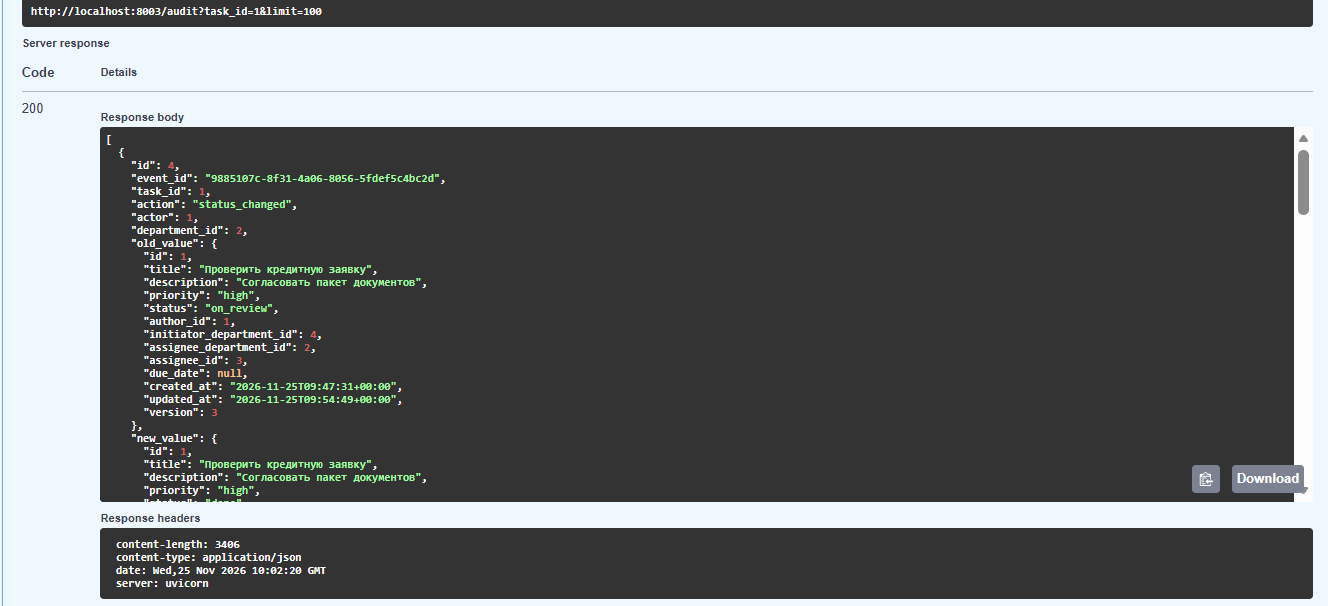 http://localhost:8003/audit?task_id=1&limit=100
Server response
Code Details
200
Response body
[
  {
    "id": 4,
    "event_id": "9885107c-8f31-4a06-8056-5fdef5c4bc2d",
    "task_id": 1,
    "action": "status_changed",
    "actor": 1,
    "department_id": 2,
    "old_value": {
      "id": 1,
      "title": "Проверить кредитную заявку",
      "description": "Согласовать пакет документов",
      "priority": "high",
      "status": "on_review",
      "author_id": 1,
      "initiator_department_id": 4,
      "assignee_department_id": 2,
      "assignee_id": 3,
      "due_date": null,
      "created_at": "2026-11-25T09:47:31+00:00",
      "updated_at": "2026-11-25T09:54:49+00:00",
      "version": 3
    },
    "new_value": {
      "id": 1,
      "title": "Проверить кредитную заявку",
      "description": "Согласовать пакет документов",
      "priority": "high",
      "status": "done"
Download
Response headers
content-length: 3406
content-type: application/json
date: Wed,25 Nov 2026 10:02:20 GMT
server: uvicorn